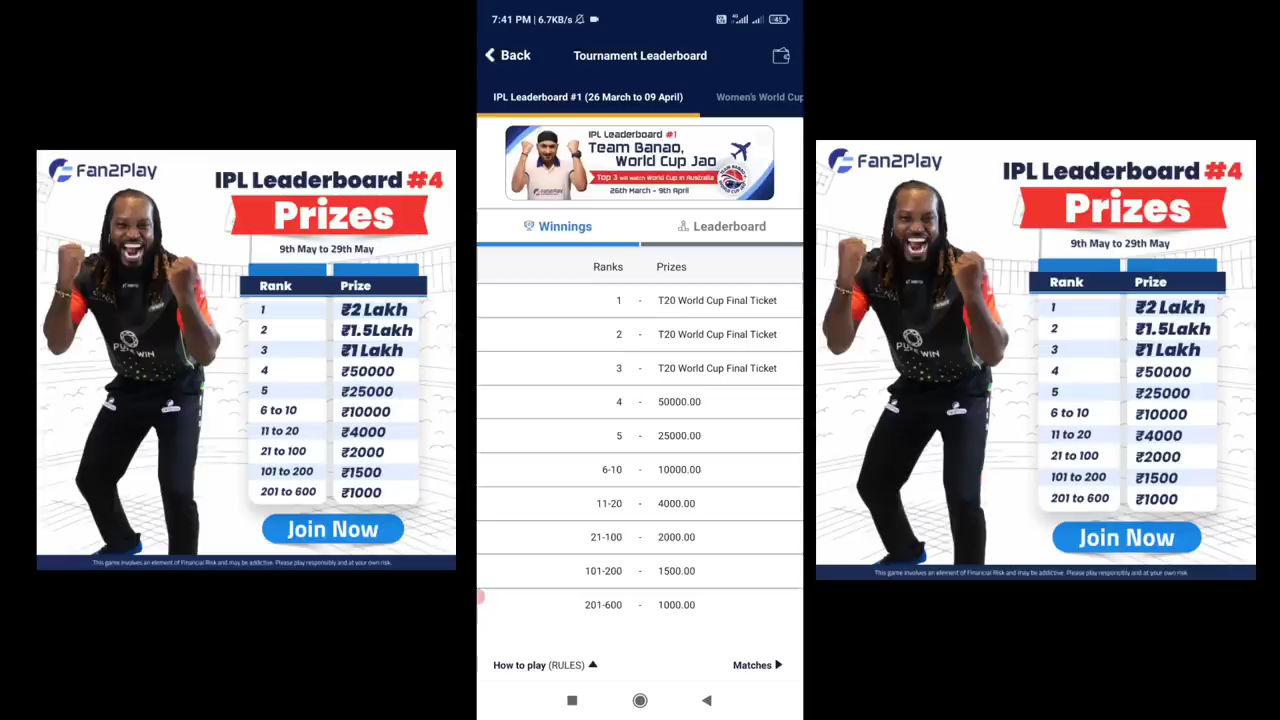 Fan2Play
IPL Leaderboard #4
Prizes
9th May to 29th May
Rank Prize
1 ₹2 Lakh
2 ₹1.5Lakh
3 ₹1 Lakh
4 ₹50000
5 ₹25000
6 to 10 ₹10000
11 to 20 ₹4000
21 to 100 ₹2000
101 to 200 ₹1500
201 to 600 ₹1000
Join Now
This game involves an element of Financial Risk and may be addictive. Please play responsibly and at your own risk.
7:41 PM | 6.7KB/s
4G
45
Back
Tournament Leaderboard
IPL Leaderboard #1 (26 March to 09 April) Women's World Cup
IPL Leaderboard #1
Team Banao,
World Cup Jao
Top 3 will watch World Cup in Australia
26th March - 9th April
Winnings Leaderboard
Ranks Prizes
1 - T20 World Cup Final Ticket
2 - T20 World Cup Final Ticket
3 - T20 World Cup Final Ticket
4 - 50000.00
5 - 25000.00
6-10 - 10000.00
11-20 - 4000.00
21-100 - 2000.00
101-200 - 1500.00
201-600 - 1000.00
How to play (RULES) Matches
Fan2Play
IPL Leaderboard #4
Prizes
9th May to 29th May
Rank Prize
1 ₹2 Lakh
2 ₹1.5Lakh
3 ₹1 Lakh
4 ₹50000
5 ₹25000
6 to 10 ₹10000
11 to 20 ₹4000
21 to 100 ₹2000
101 to 200 ₹1500
201 to 600 ₹1000
Join Now
This game involves an element of Financial Risk and may be addictive. Please play responsibly and at your own risk.